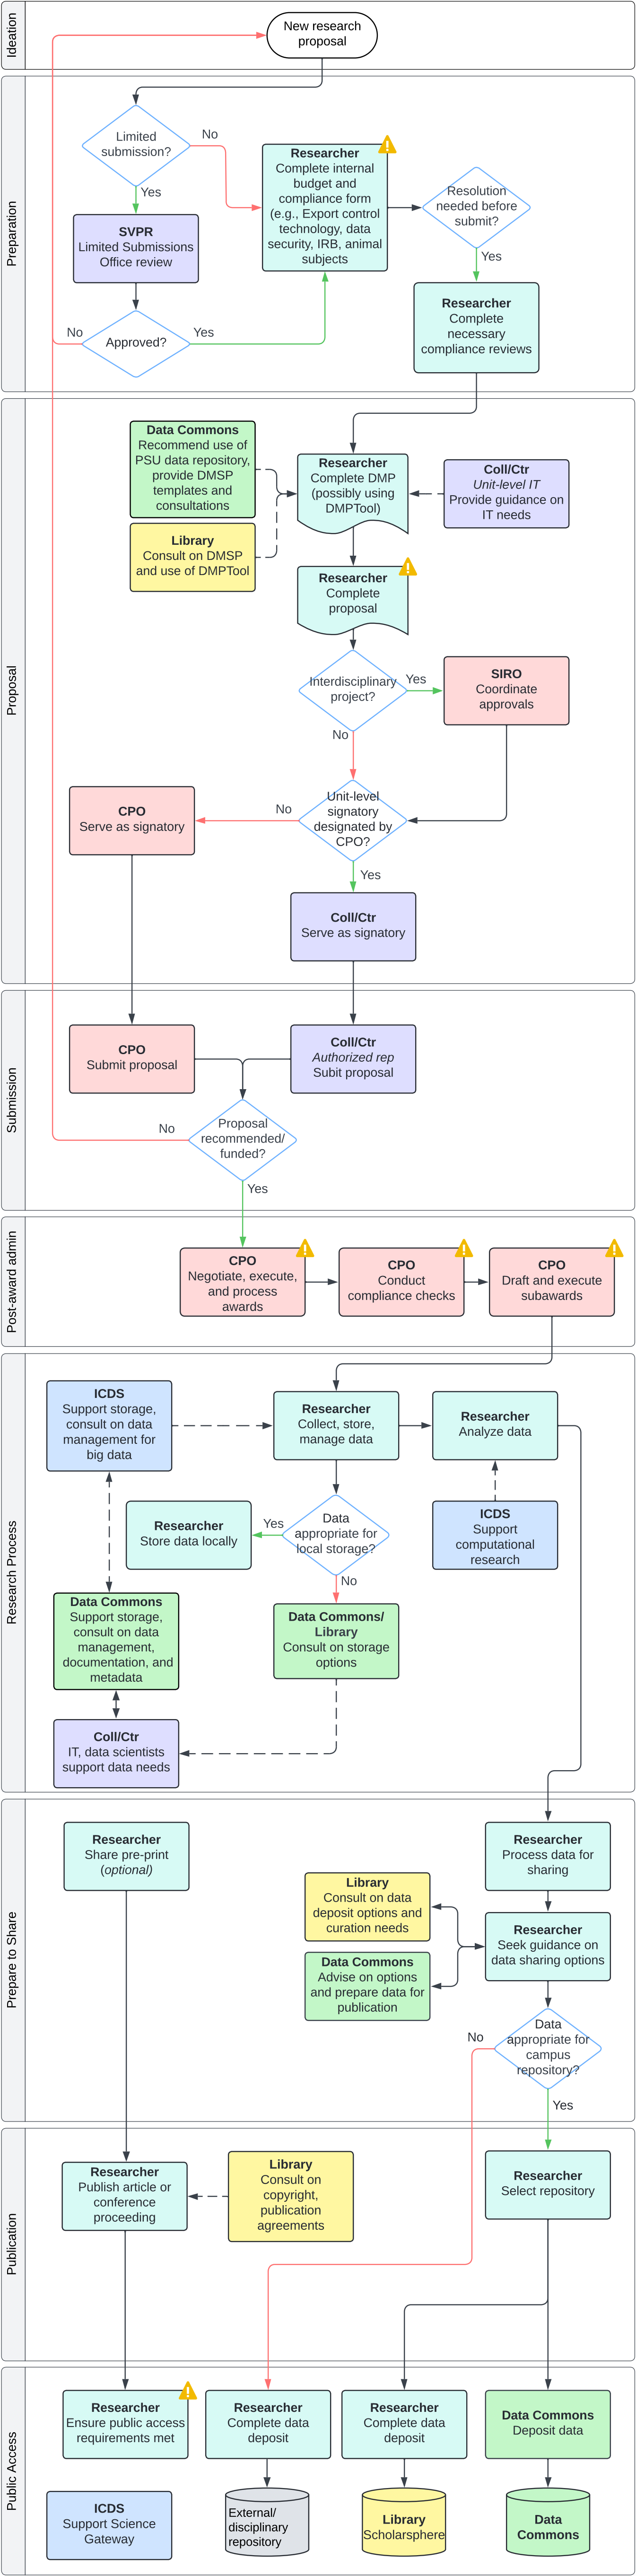 Ideation
New research
proposal
Preparation
Limited
submission?
No
Yes
Researcher
Complete internal
budget and
compliance form
(e.g., Export control
technology, data
security, IRB, animal
subjects
Resolution
needed before
submit?
Yes
SVPR
Limited Submissions
Office review
No
Approved?
Yes
Researcher
Complete
necessary
compliance reviews
Proposal
Data Commons
Recommend use of
PSU data repository,
provide DMSP
templates and
consultations
Researcher
Complete DMP
(possibly using
DMPTool)
Coll/Ctr
Unit-level IT
Provide guidance on
IT needs
Library
Consult on DMSP
and use of DMPTool
Researcher
Complete
proposal
Interdisciplinary
project?
Yes
No
SIRO
Coordinate
approvals
CPO
Serve as signatory
No
Unit-level
signatory
designated by
CPO?
Yes
Coll/Ctr
Serve as signatory
Submission
CPO
Submit proposal
Coll/Ctr
Authorized rep
Subit proposal
No
Proposal
recommended/
funded?
Yes
Post-award admin
CPO
Negotiate, execute,
and process
awards
CPO
Conduct
compliance checks
CPO
Draft and execute
subawards
Research Process
ICDS
Support storage,
consult on data
management for
big data
Researcher
Collect, store,
manage data
Researcher
Analyze data
Researcher
Store data locally
Yes
Data
appropriate for
local storage?
No
ICDS
Support
computational
research
Data Commons
Support storage,
consult on data
management,
documentation, and
metadata
Data Commons/
Library
Consult on storage
options
Coll/Ctr
IT, data scientists
support data needs
Prepare to Share
Researcher
Share pre-print
(optional)
Researcher
Process data for
sharing
Library
Consult on data
deposit options and
curation needs
Researcher
Seek guidance on
data sharing options
Data Commons
Advise on options
and prepare data for
publication
No
Data
appropriate for
campus
repository?
Yes
Publication
Researcher
Publish article or
conference
proceeding
Library
Consult on
copyright,
publication
agreements
Researcher
Select repository
Public Access
Researcher
Ensure public access
requirements met
Researcher
Complete data
deposit
Researcher
Complete data
deposit
Data Commons
Deposit data
ICDS
Support Science
Gateway
External/
disciplinary
repository
Library
Scholarsphere
Data
Commons